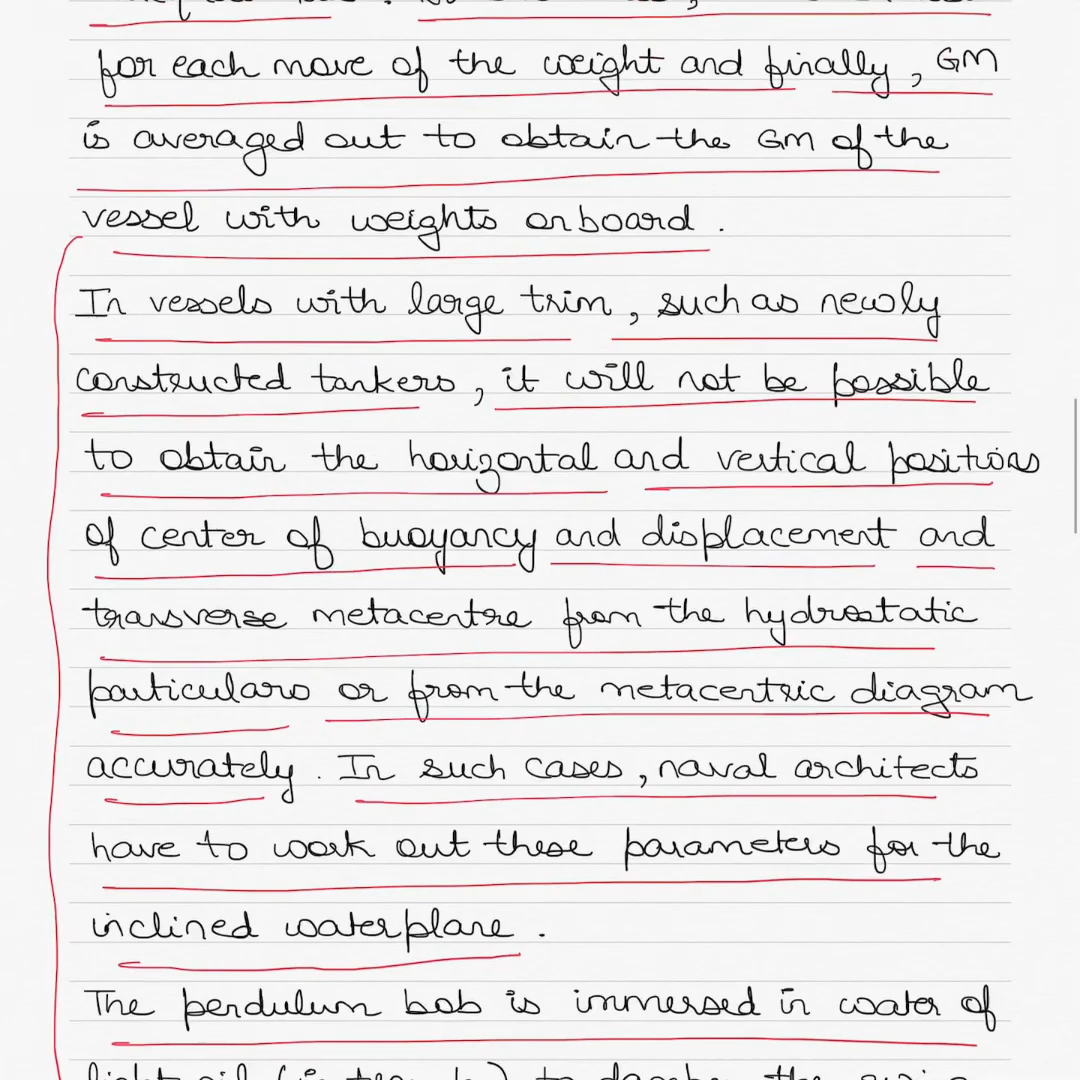 for each move of the weight and finally, GM
is averaged out to obtain the GM of the
vessel with weights onboard.
In vessels with large trim, such as newly
constructed tankers, it will not be possible
to obtain the horizontal and vertical positions
of center of buoyancy and displacement and
transverse metacentre from the hydrostatic
particulars or from the metacentric diagram
accurately. In such cases, naval architects
have to work out these parameters for the
inclined waterplane.
The pendulum bob is immersed in water of